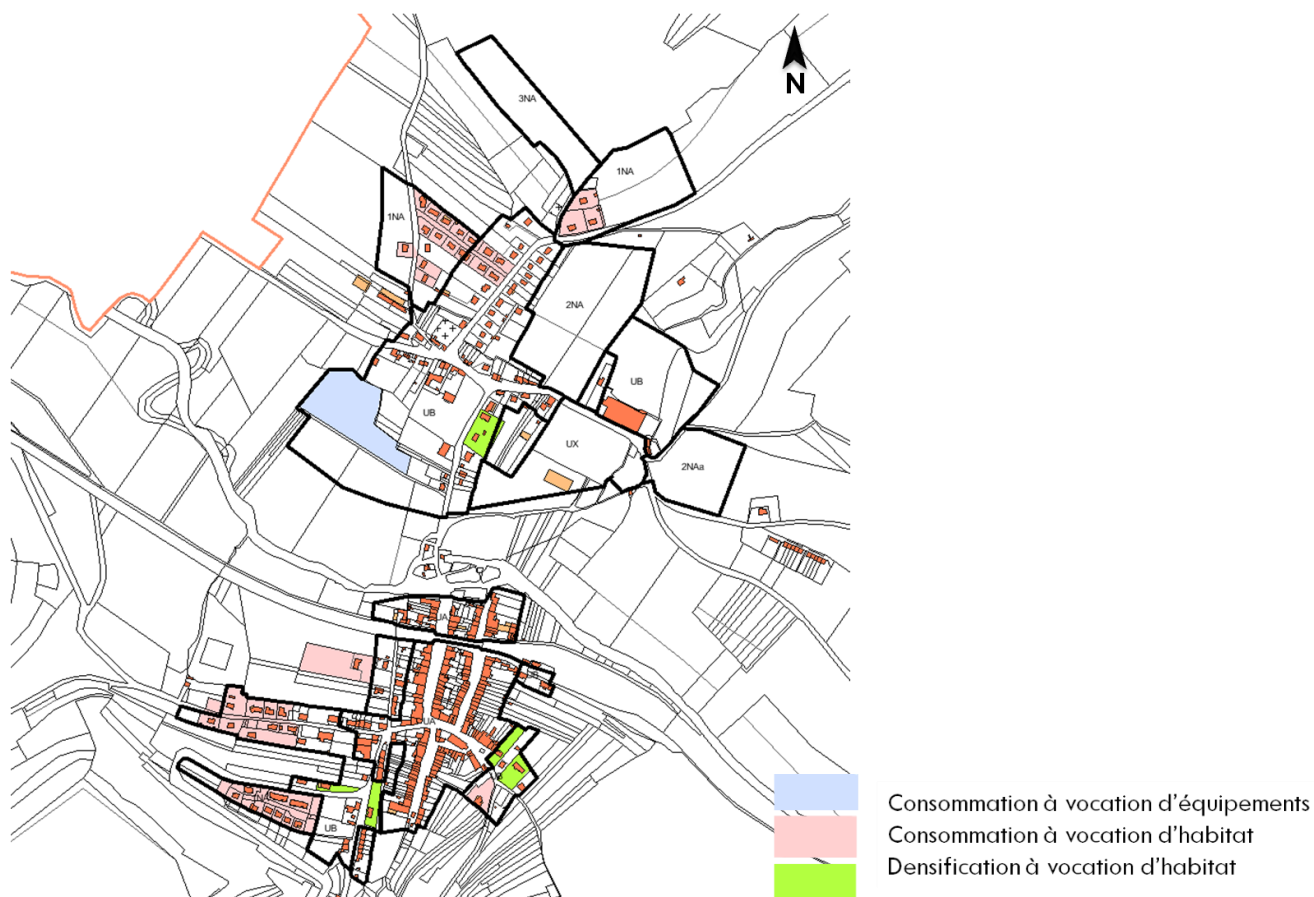 N
3NA
1NA
1NA
2NA
UB
UB
UX
2NAa
UA
UA
NA
UB
Consommation à vocation d'équipements
Consommation à vocation d'habitat
Densification à vocation d'habitat